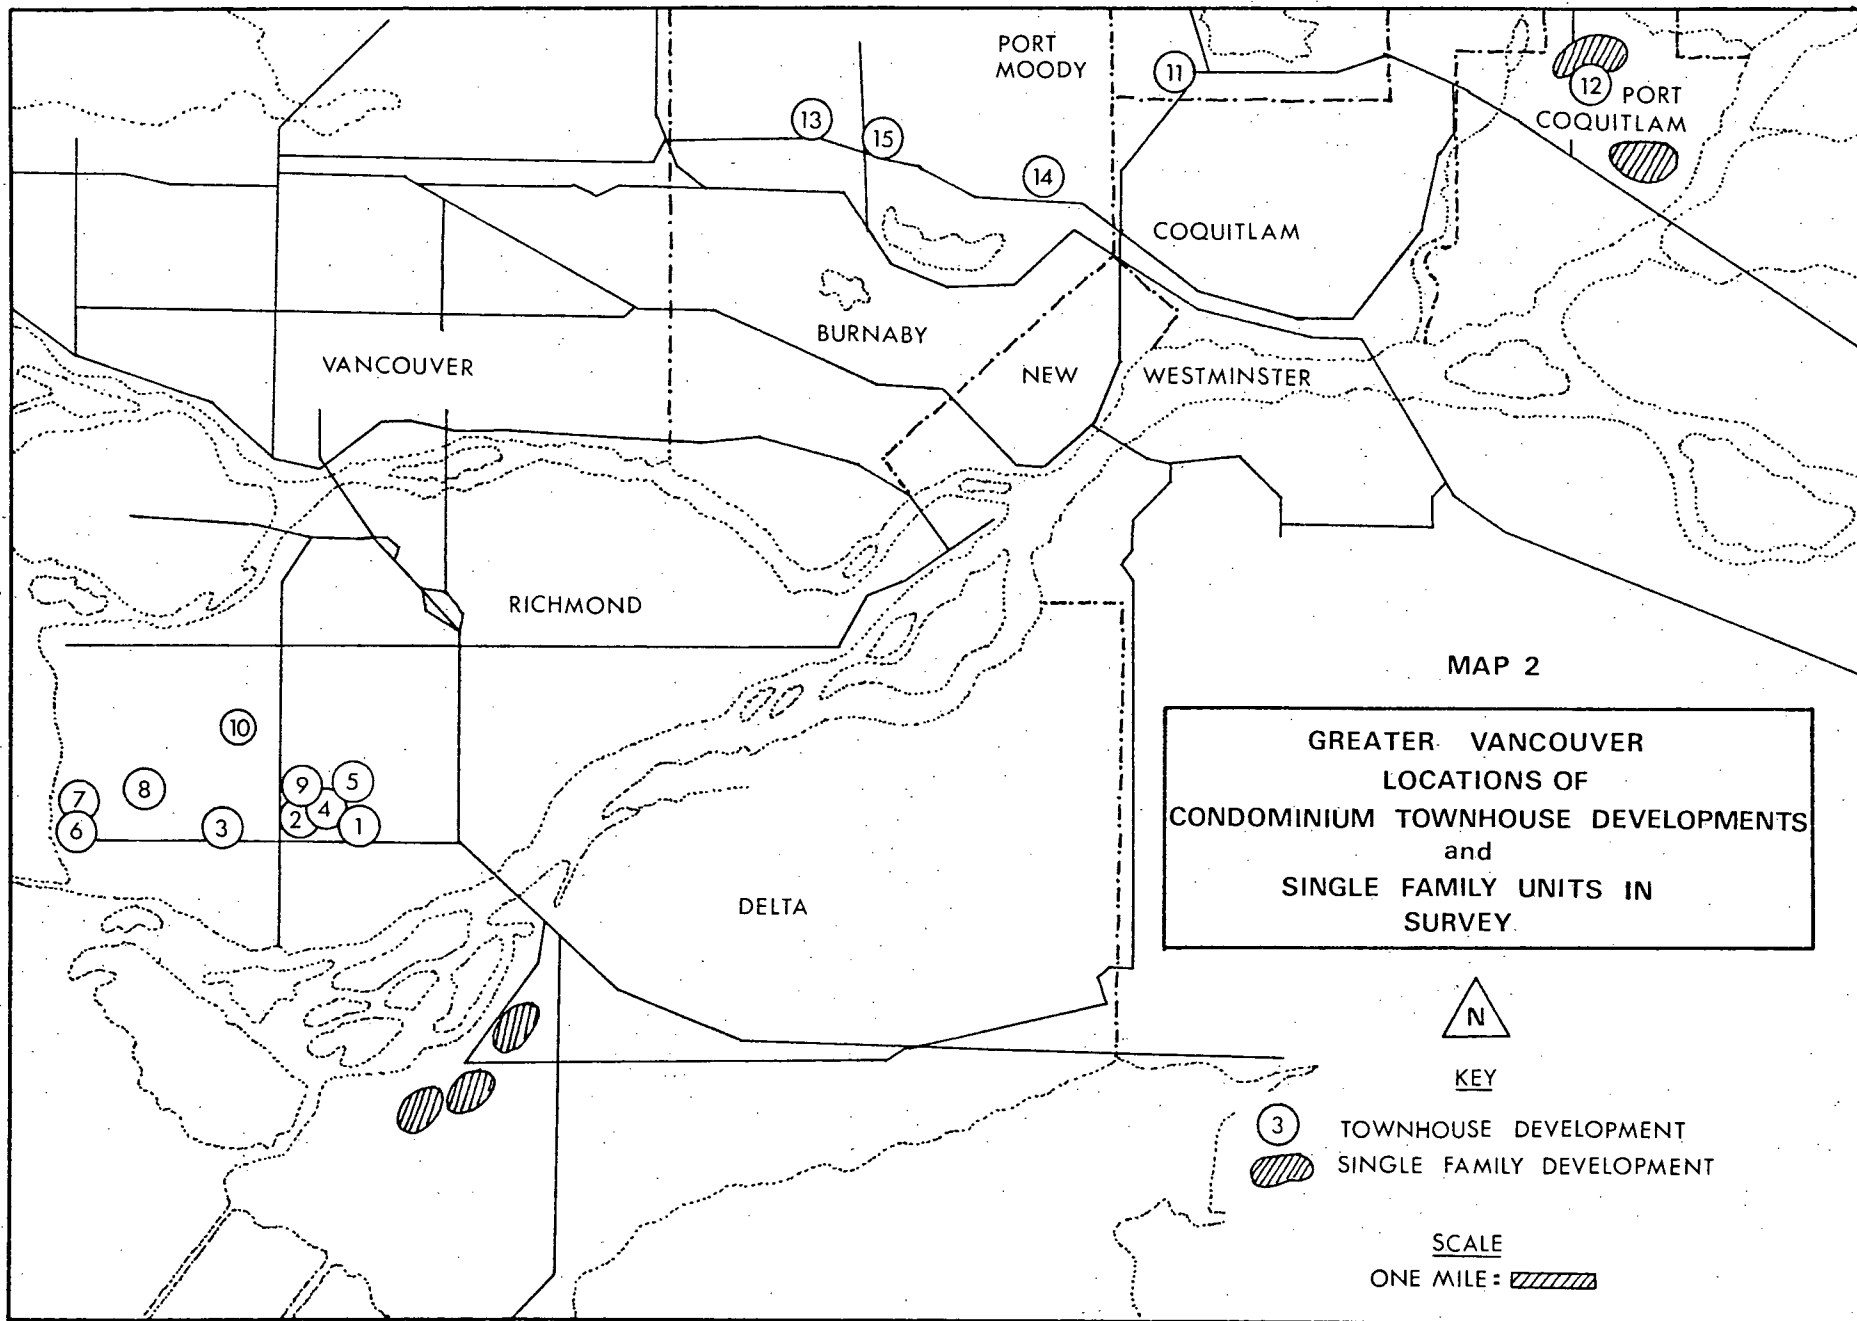 PORT
MOODY
11
12
PORT
COQUITLAM
13
15
14
COQUITLAM
BURNABY
VANCOUVER
NEW WESTMINSTER
RICHMOND
MAP 2
GREATER VANCOUVER
LOCATIONS OF
CONDOMINIUM TOWNHOUSE DEVELOPMENTS
and
SINGLE FAMILY UNITS IN
SURVEY
10
9
5
8
7
4
2
6
3
1
DELTA
N
KEY
3 TOWNHOUSE DEVELOPMENT
SINGLE FAMILY DEVELOPMENT
SCALE
ONE MILE: